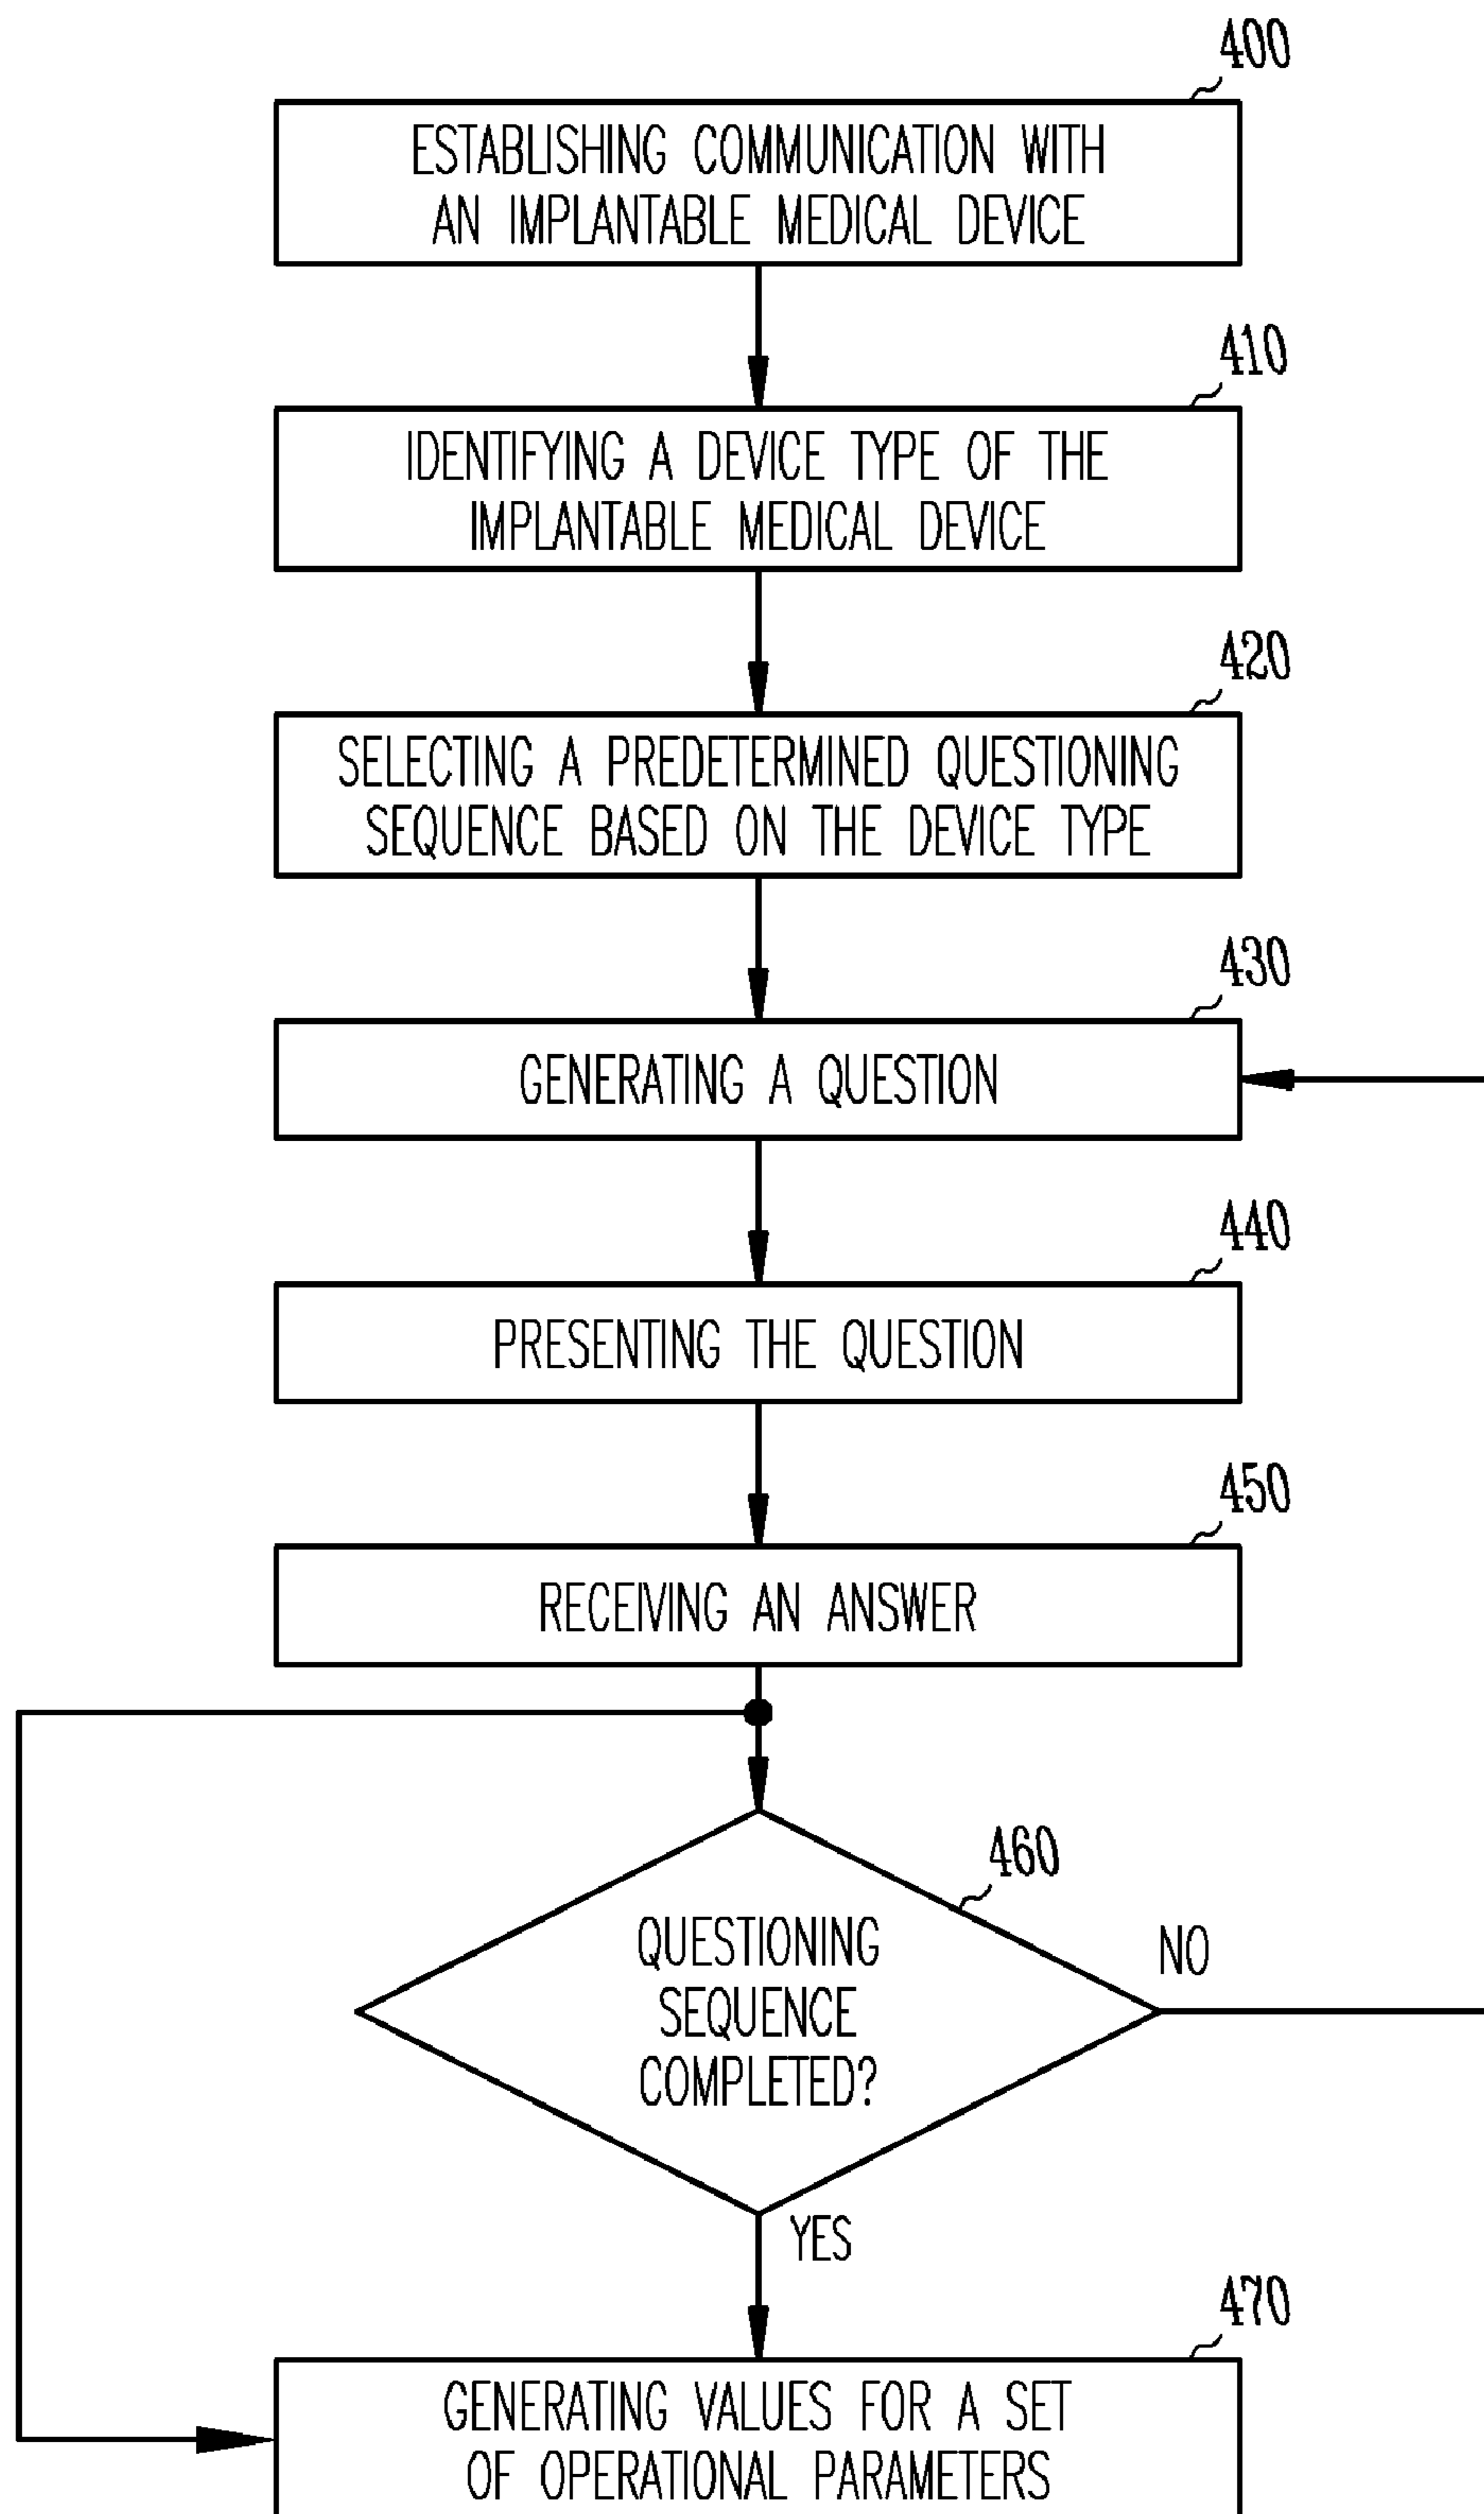 400
ESTABLISHING COMMUNICATION WITH
AN IMPLANTABLE MEDICAL DEVICE
410
IDENTIFYING A DEVICE TYPE OF THE
IMPLANTABLE MEDICAL DEVICE
420
SELECTING A PREDETERMINED QUESTIONING
SEQUENCE BASED ON THE DEVICE TYPE
430
GENERATING A QUESTION
440
PRESENTING THE QUESTION
450
RECEIVING AN ANSWER
460
QUESTIONING
SEQUENCE
COMPLETED?
NO
YES
470
GENERATING VALUES FOR A SET
OF OPERATIONAL PARAMETERS